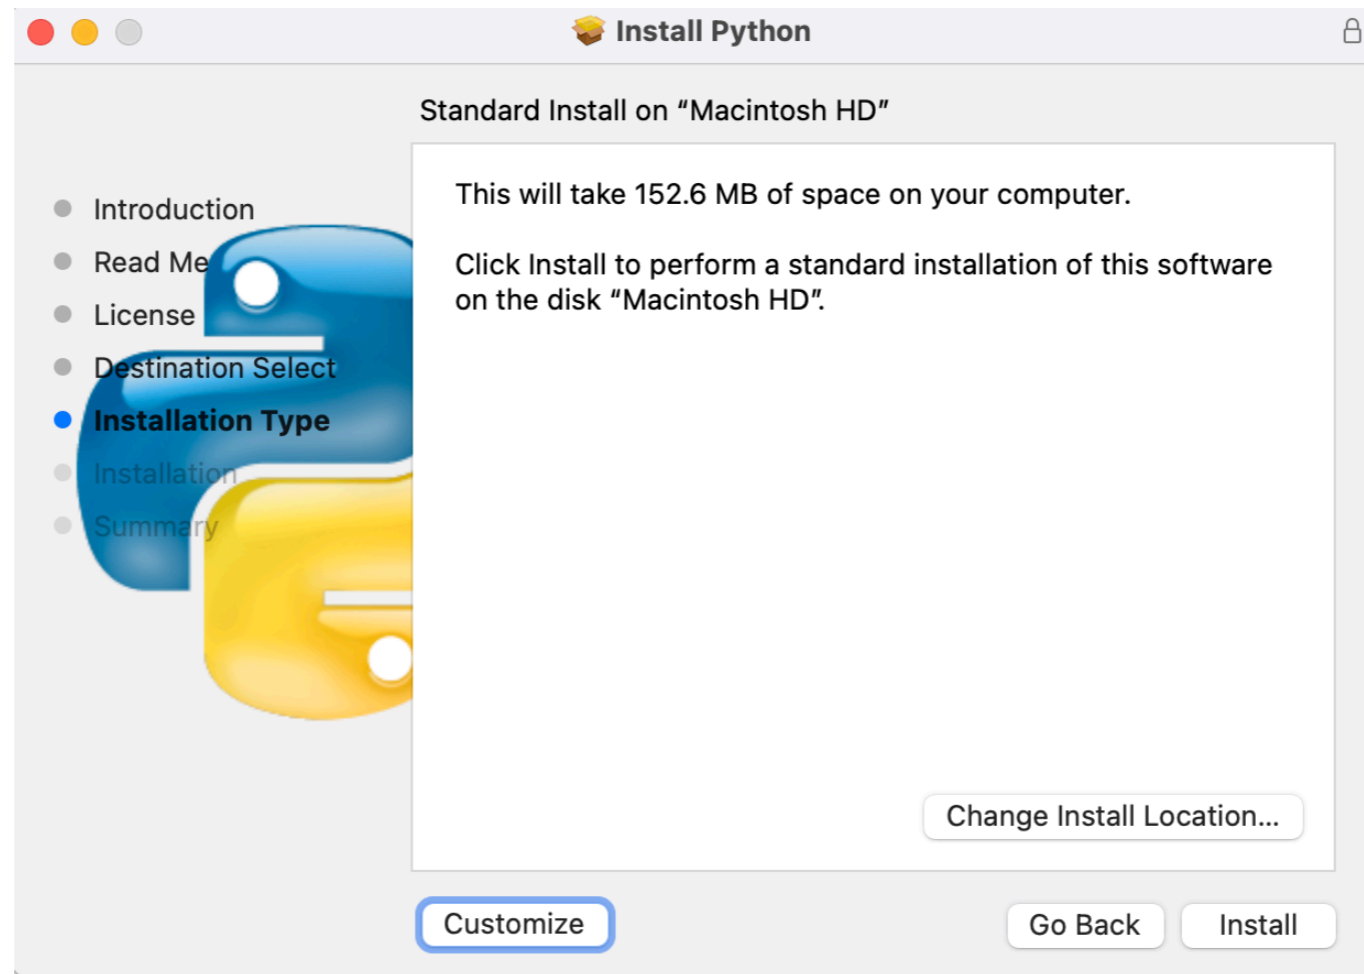 Install Python
Standard Install on “Macintosh HD”
Introduction
Read Me
License
Destination Select
Installation Type
Installation
Summary
This will take 152.6 MB of space on your computer.
Click Install to perform a standard installation of this software
on the disk “Macintosh HD”.
Change Install Location...
Customize
Go Back
Install